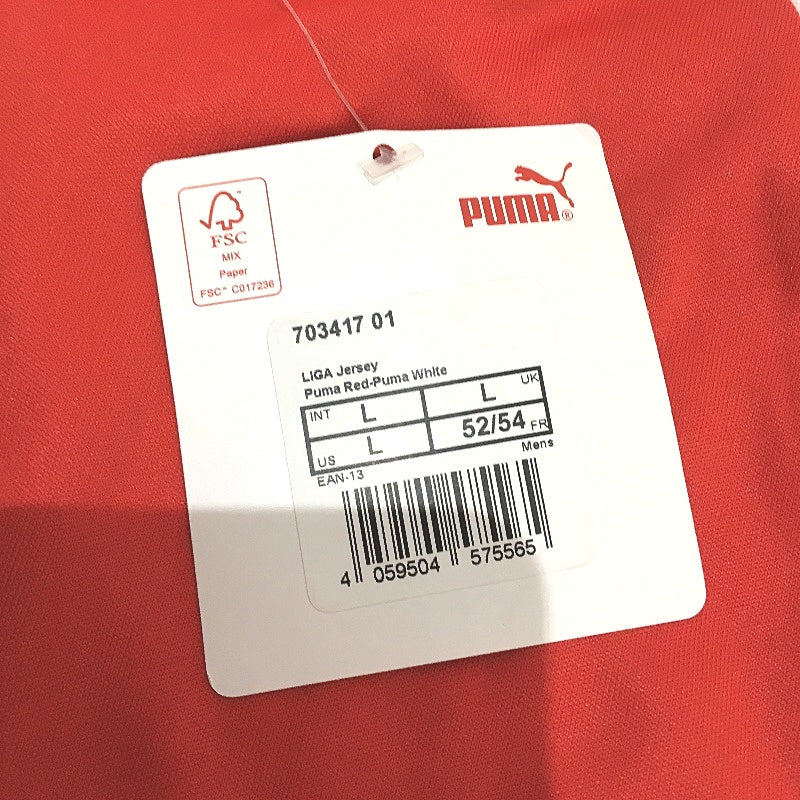 PUMA®
FSC
MIX
Paper
FSC™ C017236
703417 01
LIGA Jersey
Puma Red-Puma White
INT L L UK
US L 52/54 FR
Mens
EAN-13
4 059504 575565